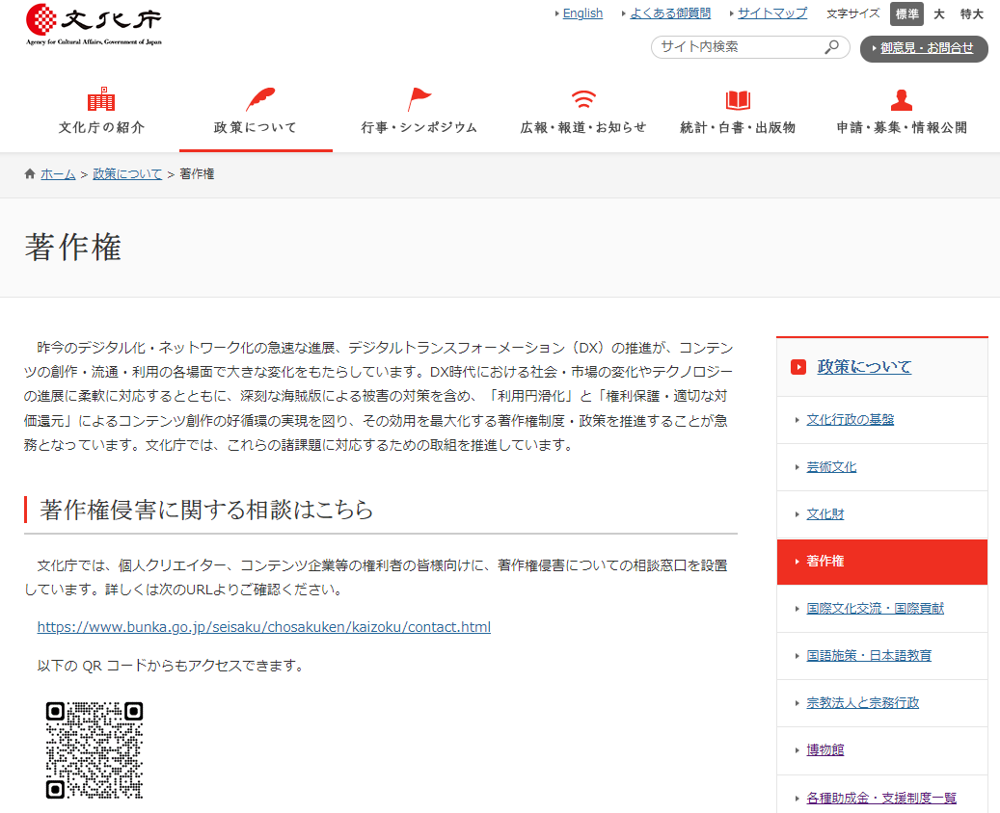 文化庁
Agency for Cultural Affairs, Government of Japan
English よくある御質問 サイトマップ 文字サイズ 標準 大 特大
サイト内検索 御意見・お問合せ
文化庁の紹介 政策について 行事・シンポジウム 広報・報道・お知らせ 統計・白書・出版物 申請・募集・情報公開
ホーム > 政策について > 著作権
著作権
昨今のデジタル化・ネットワーク化の急速な進展、デジタルトランスフォーメーション（DX）の推進が、コンテン
ツの創作・流通・利用の各場面で大きな変化をもたらしています。DX時代における社会・市場の変化やテクノロジー
の進展に柔軟に対応するとともに、深刻な海賊版による被害の対策を含め、「利用円滑化」と「権利保護・適切な対
価還元」によるコンテンツ創作の好循環の実現を図り、その効用を最大化する著作権制度・政策を推進することが急
務となっています。文化庁では、これらの諸課題に対応するための取組を推進しています。
著作権侵害に関する相談はこちら
文化庁では、個人クリエイター、コンテンツ企業等の権利者の皆様向けに、著作権侵害についての相談窓口を設置
しています。詳しくは次のURLよりご確認ください。
https://www.bunka.go.jp/seisaku/chosakuken/kaizoku/contact.html
以下の QR コードからもアクセスできます。
政策について
文化行政の基盤
芸術文化
文化財
著作権
国際文化交流・国際貢献
国語施策・日本語教育
宗教法人と宗務行政
博物館
各種助成金・支援制度一覧